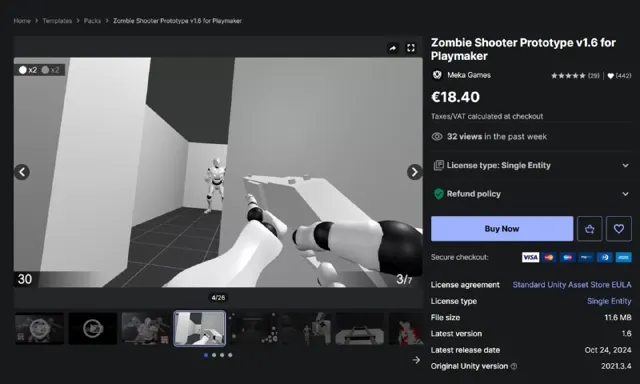 Home > Templates > Packs > Zombie Shooter Prototype v1.6 for Playmaker
x2 x2
30
3/7
4/26
Zombie Shooter Prototype v1.6 for
Playmaker
Meka Games
(28) | (442)
€18.40
Taxes/VAT calculated at checkout
32 views in the past week
License type: Single Entity
Refund policy
Buy Now
Secure checkout: VISA
License agreement Standard Unity Asset Store EULA
License type Single Entity
File size 11.6 MB
Latest version 1.6
Latest release date Oct 24, 2024
Original Unity version 2021.3.4